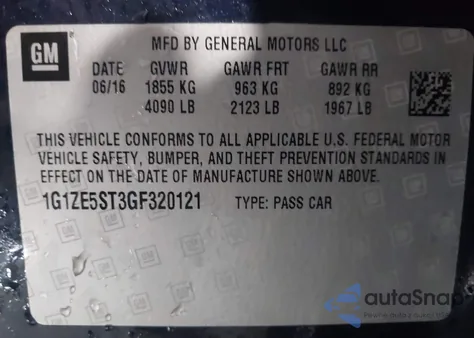 GM
MFD BY GENERAL MOTORS LLC
DATE GVWR GAWR FRT GAWR RR
06/16 1855 KG 963 KG 892 KG
4090 LB 2123 LB 1967 LB
THIS VEHICLE CONFORMS TO ALL APPLICABLE U.S. FEDERAL MOTOR
VEHICLE SAFETY, BUMPER, AND THEFT PREVENTION STANDARDS IN
EFFECT ON THE DATE OF MANUFACTURE SHOWN ABOVE.
1G1ZE5ST3GF320121 TYPE: PASS CAR
autoSnap